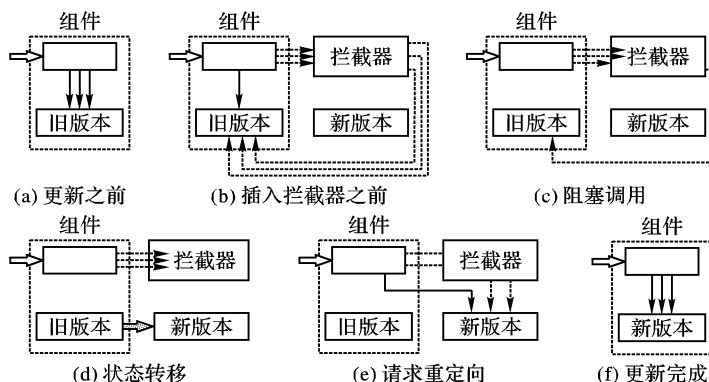 组件
组件
组件
拦截器
拦截器
旧版本
旧版本
新版本
旧版本
新版本
(a) 更新之前
(b) 插入拦截器之前
(c) 阻塞调用
组件
组件
组件
拦截器
拦截器
旧版本
新版本
旧版本
新版本
新版本
(d) 状态转移
(e) 请求重定向
(f) 更新完成